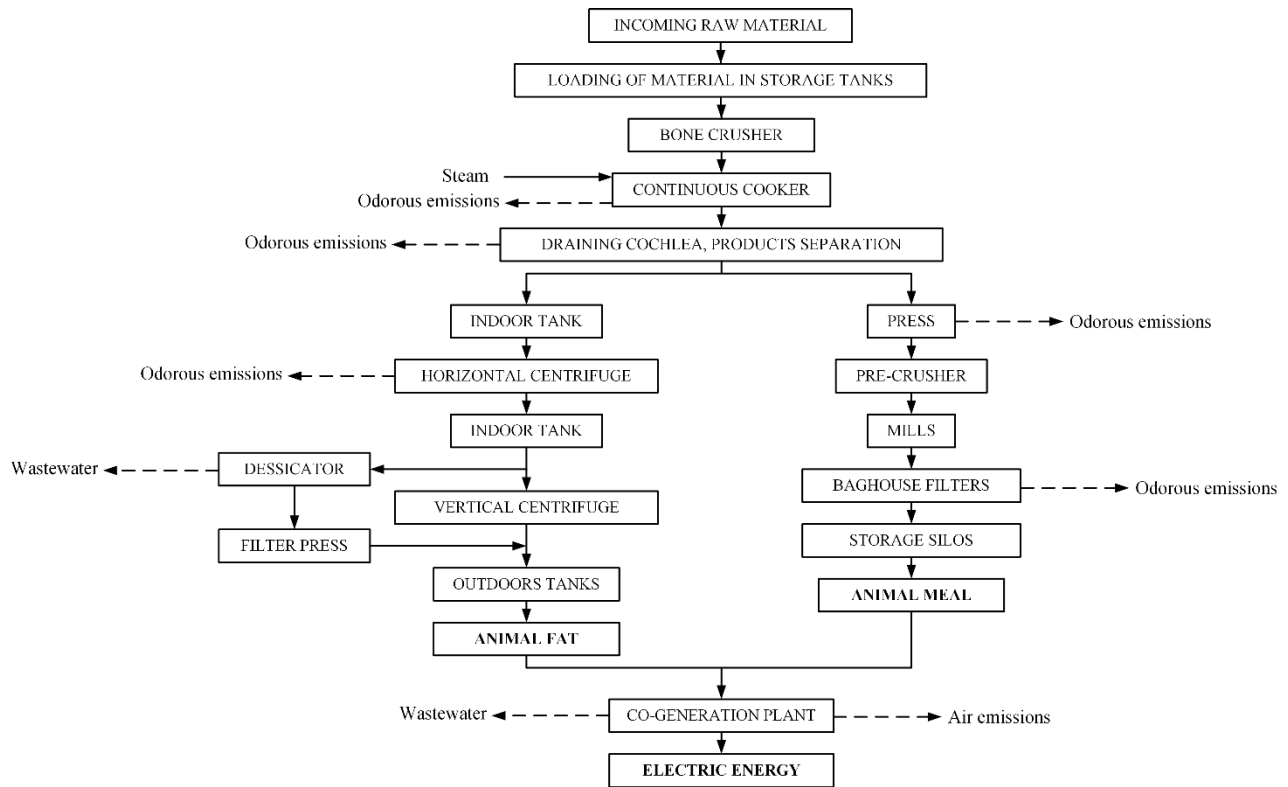 INCOMING RAW MATERIAL
LOADING OF MATERIAL IN STORAGE TANKS
BONE CRUSHER
Steam
CONTINUOUS COOKER
Odorous emissions
Odorous emissions
DRAINING COCHLEA, PRODUCTS SEPARATION
INDOOR TANK
PRESS
Odorous emissions
Odorous emissions
HORIZONTAL CENTRIFUGE
PRE-CRUSHER
INDOOR TANK
MILLS
Wastewater
DESSICATOR
BAGHOUSE FILTERS
Odorous emissions
VERTICAL CENTRIFUGE
FILTER PRESS
STORAGE SILOS
OUTDOORS TANKS
ANIMAL MEAL
ANIMAL FAT
Wastewater
CO-GENERATION PLANT
Air emissions
ELECTRIC ENERGY